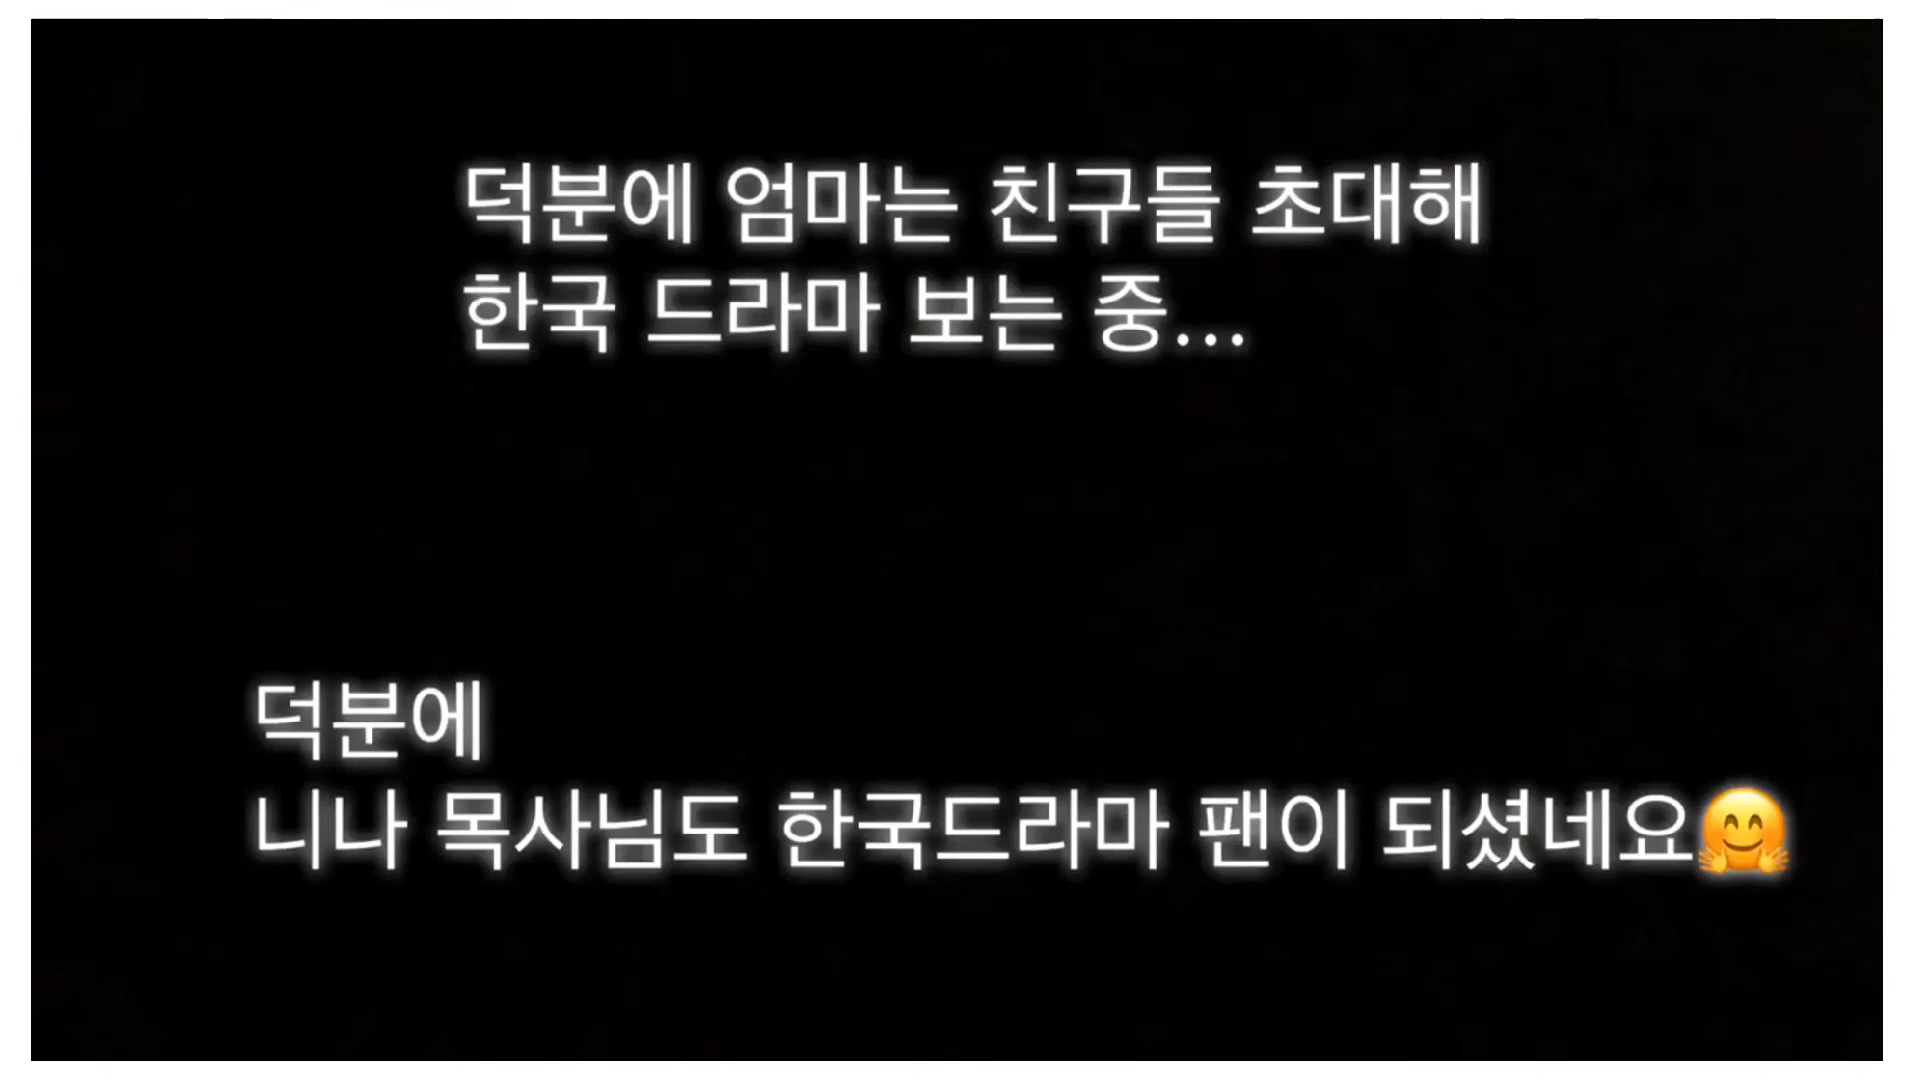 덕분에 엄마는 친구들 초대해
한국 드라마 보는 중...
덕분에
니나 목사님도 한국드라마 팬이 되셨네요🤗